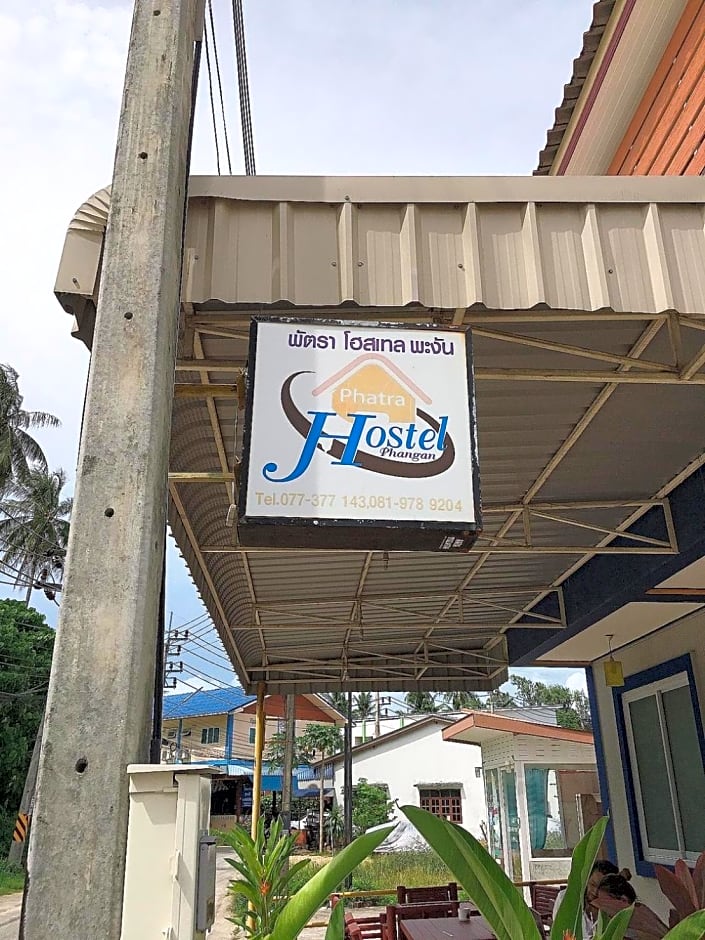 พัตรา โฮสเทล พะงัน
Phatra
Hostel
Phangan
Tel.077-377 143,081-978 9204